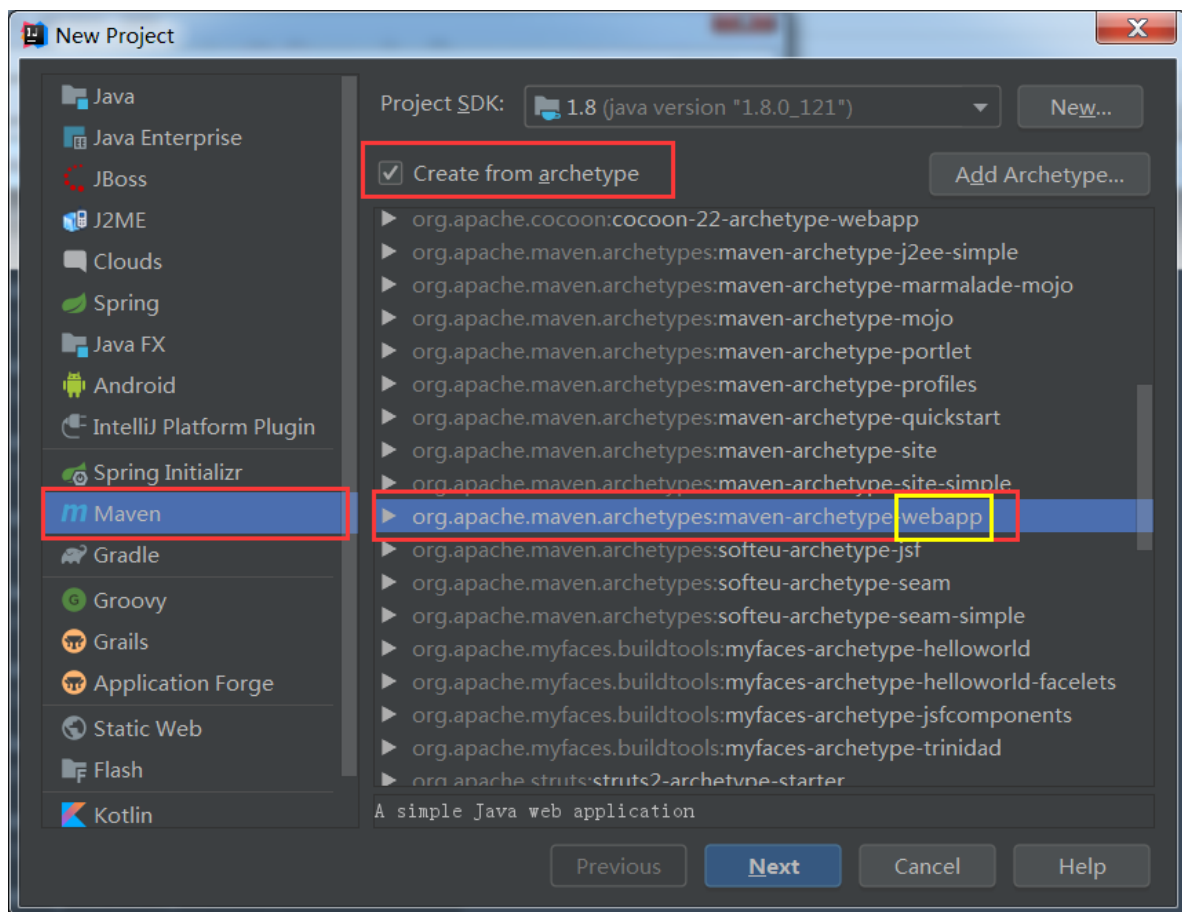 New Project
Java
Java Enterprise
JBoss
J2ME
Clouds
Spring
Java FX
Android
IntelliJ Platform Plugin
Spring Initializr
Maven
Gradle
Groovy
Grails
Application Forge
Static Web
Flash
Kotlin
Project SDK: 1.8 (java version "1.8.0_121") New...
Create from archetype Add Archetype...
org.apache.cocoon:cocoon-22-archetype-webapp
org.apache.maven.archetypes:maven-archetype-j2ee-simple
org.apache.maven.archetypes:maven-archetype-marmalade-mojo
org.apache.maven.archetypes:maven-archetype-mojo
org.apache.maven.archetypes:maven-archetype-portlet
org.apache.maven.archetypes:maven-archetype-profiles
org.apache.maven.archetypes:maven-archetype-quickstart
org.apache.maven.archetypes:maven-archetype-site
org.apache.maven.archetypes:maven-archetype-site-simple
org.apache.maven.archetypes:maven-archetype-webapp
org.apache.maven.archetypes:softeu-archetype-jsf
org.apache.maven.archetypes:softeu-archetype-seam
org.apache.maven.archetypes:softeu-archetype-seam-simple
org.apache.myfaces.buildtools:myfaces-archetype-helloworld
org.apache.myfaces.buildtools:myfaces-archetype-helloworld-facelets
org.apache.myfaces.buildtools:myfaces-archetype-jsfcomponents
org.apache.myfaces.buildtools:myfaces-archetype-trinidad
org.apache.struts:struts2-archetype-starter
A simple Java web application
Previous Next Cancel Help